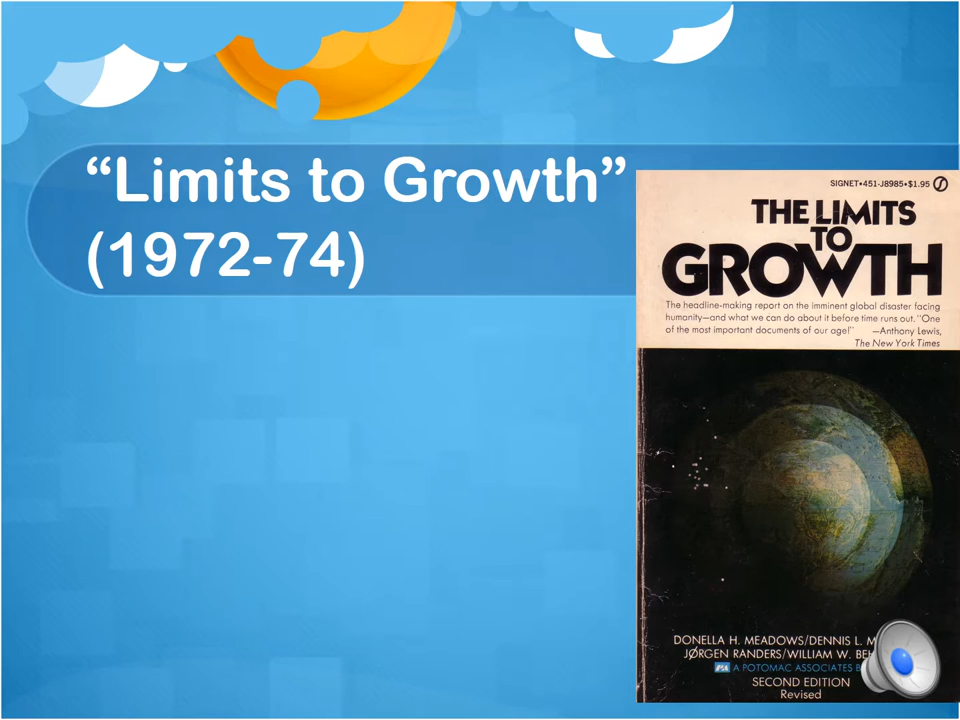 “Limits to Growth”
(1972-74)
SIGNET•451-J8985•$1.95
THE LIMITS
TO
GROWTH
The headline-making report on the imminent global disaster facing
humanity—and what we can do about it before time runs out. “One
of the most important documents of our age!” —Anthony Lewis,
The New York Times
DONELLA H. MEADOWS/DENNIS L.
JØRGEN RANDERS/WILLIAM W.
A POTOMAC ASSOCIATES
SECOND EDITION
Revised